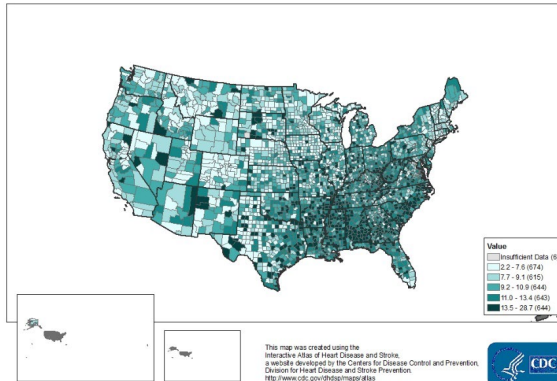 Value
Insufficient Data (6
2.2 - 7.6 (674)
7.7 - 9.1 (615)
9.2 - 10.9 (644)
11.0 - 13.4 (643)
13.5 - 28.7 (644)
This map was created using the
Interactive Atlas of Heart Disease and Stroke,
a website developed by the Centers for Disease Control and Prevention,
Division for Heart Disease and Stroke Prevention.
http://www.cdc.gov/dhdsp/maps/atlas
CDC